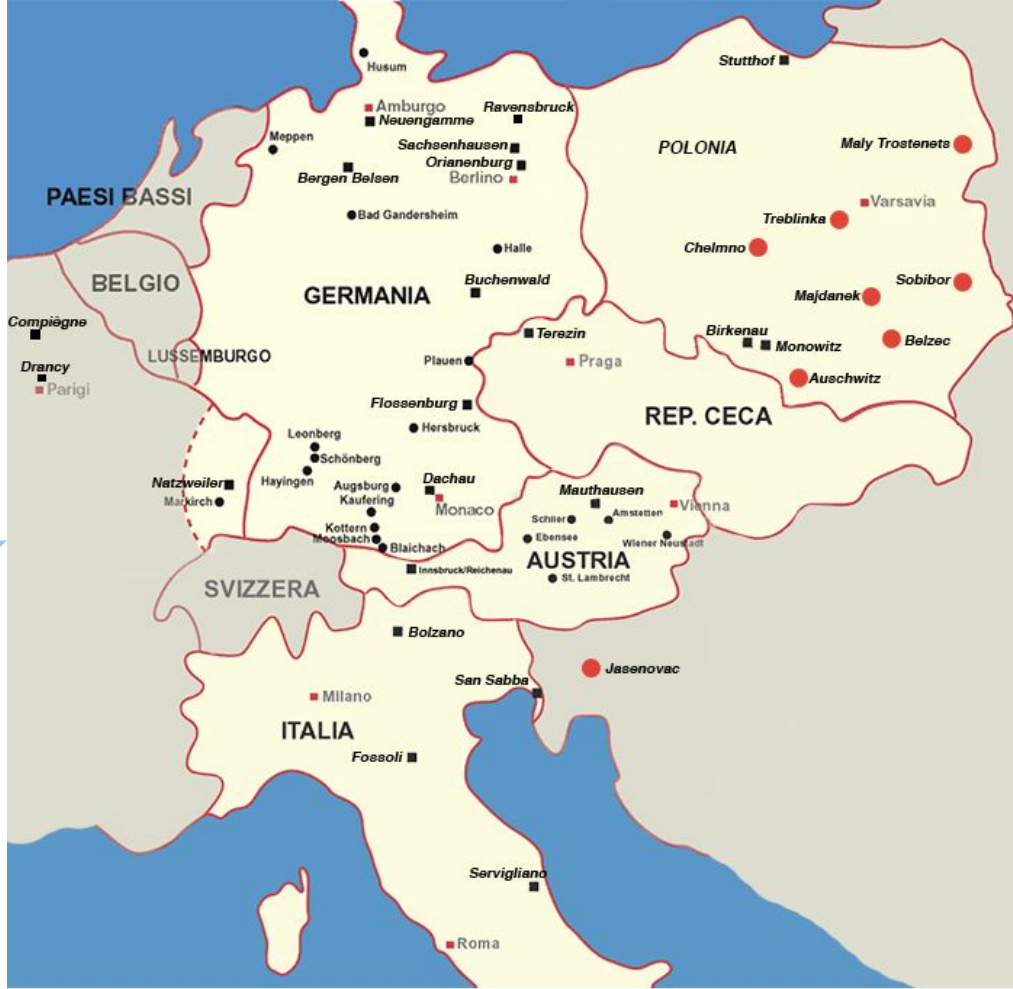 Husum
Stutthof
Amburgo
Neuengamme
Ravensbruck
Meppen
Sachsenhausen
Orianenburg
Berlino
Bergen Belsen
POLONIA
Maly Trostenets
PAESI BASSI
Bad Gandersheim
Varsavia
Treblinka
Chelmno
Halle
BELGIO
GERMANIA
Buchenwald
Sobibor
Majdanek
Compiègne
Terezin
Birkenau
Monowitz
Belzec
LUSSEMBURGO
Plauen
Praga
Drancy
Parigi
Auschwitz
Flossenburg
REP. CECA
Hersbruck
Leonberg
Schönberg
Hayingen
Natzweiler
Markirch
Augsburg
Dachau
Kaufering
Monaco
Mauthausen
Vienna
Kottern
Moosbach
Blaichach
Schlier
Amstetten
Ebensee
Wiener Neustadt
AUSTRIA
Innsbruck/Reichenau
St. Lambrecht
SVIZZERA
Bolzano
Jasenovac
San Sabba
Milano
ITALIA
Fossoli
Servigliano
Roma